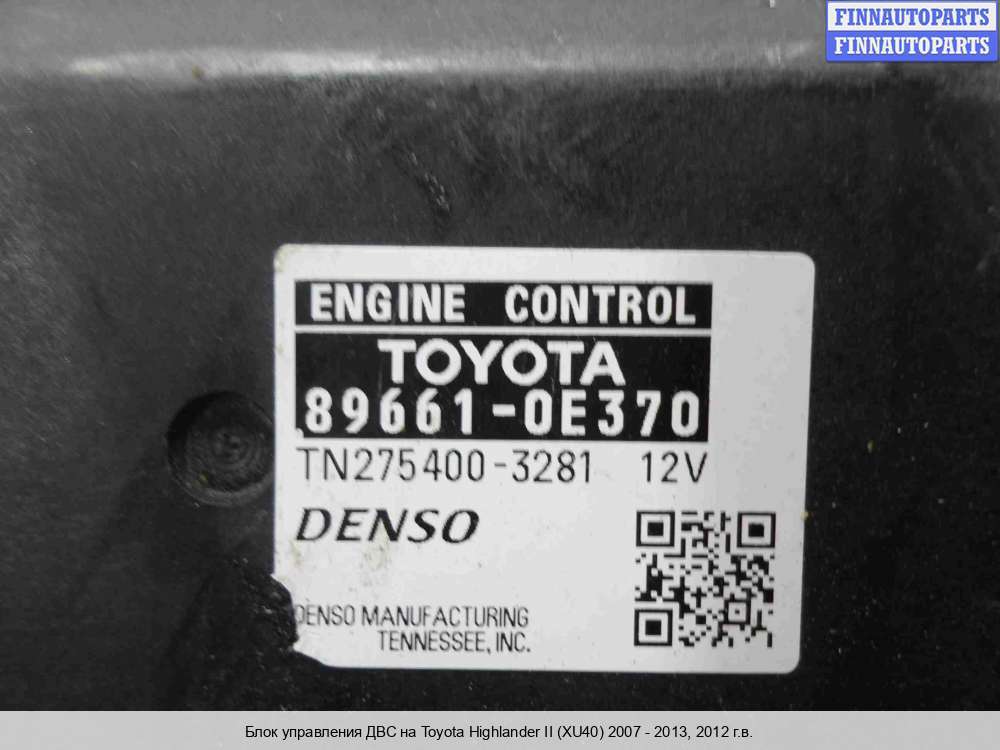 FINNAUTOPARTS
FINNAUTOPARTS
ENGINE CONTROL
TOYOTA
89661-0E370
TN275400-3281 12V
DENSO
DENSO MANUFACTURING
TENNESSEE, INC.
Блок управления ДВС на Toyota Highlander II (XU40) 2007 - 2013, 2012 г.в.